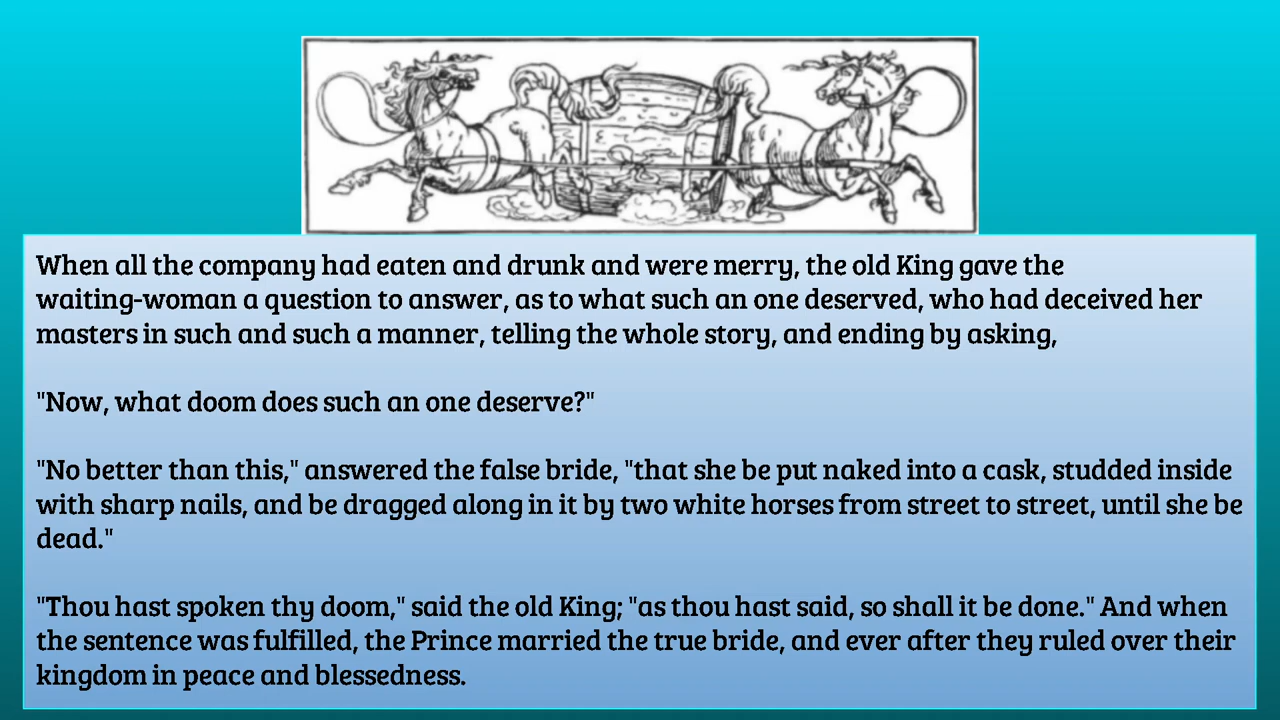 When all the company had eaten and drunk and were merry, the old King gave the
waiting-woman a question to answer, as to what such an one deserved, who had deceived her
masters in such and such a manner, telling the whole story, and ending by asking,
"Now, what doom does such an one deserve?"
"No better than this," answered the false bride, "that she be put naked into a cask, studded inside
with sharp nails, and be dragged along in it by two white horses from street to street, until she be
dead."
"Thou hast spoken thy doom," said the old King; "as thou hast said, so shall it be done." And when
the sentence was fulfilled, the Prince married the true bride, and ever after they ruled over their
kingdom in peace and blessedness.